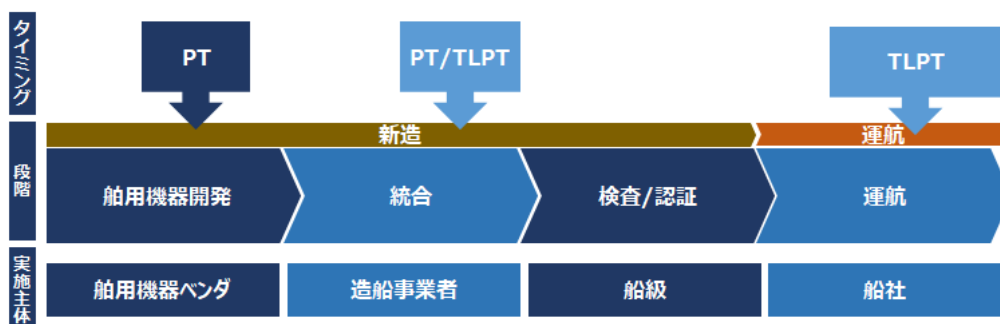 タイミング
PT
PT/TLPT
TLPT
段階
新造
運航
舶用機器開発
統合
検査/認証
運航
実施主体
舶用機器ベンダ
造船事業者
船級
船社